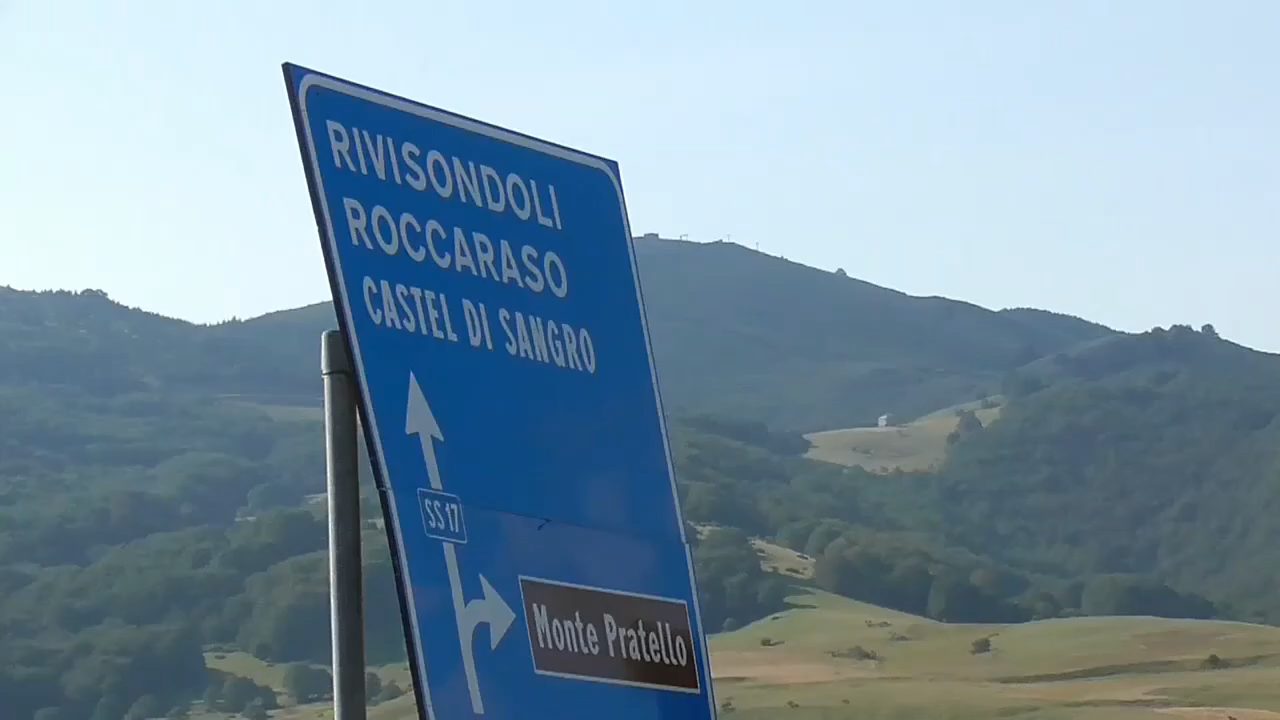 RIVISONDOLI
ROCCARASO
CASTEL DI SANGRO
SS 17
Monte Pratello